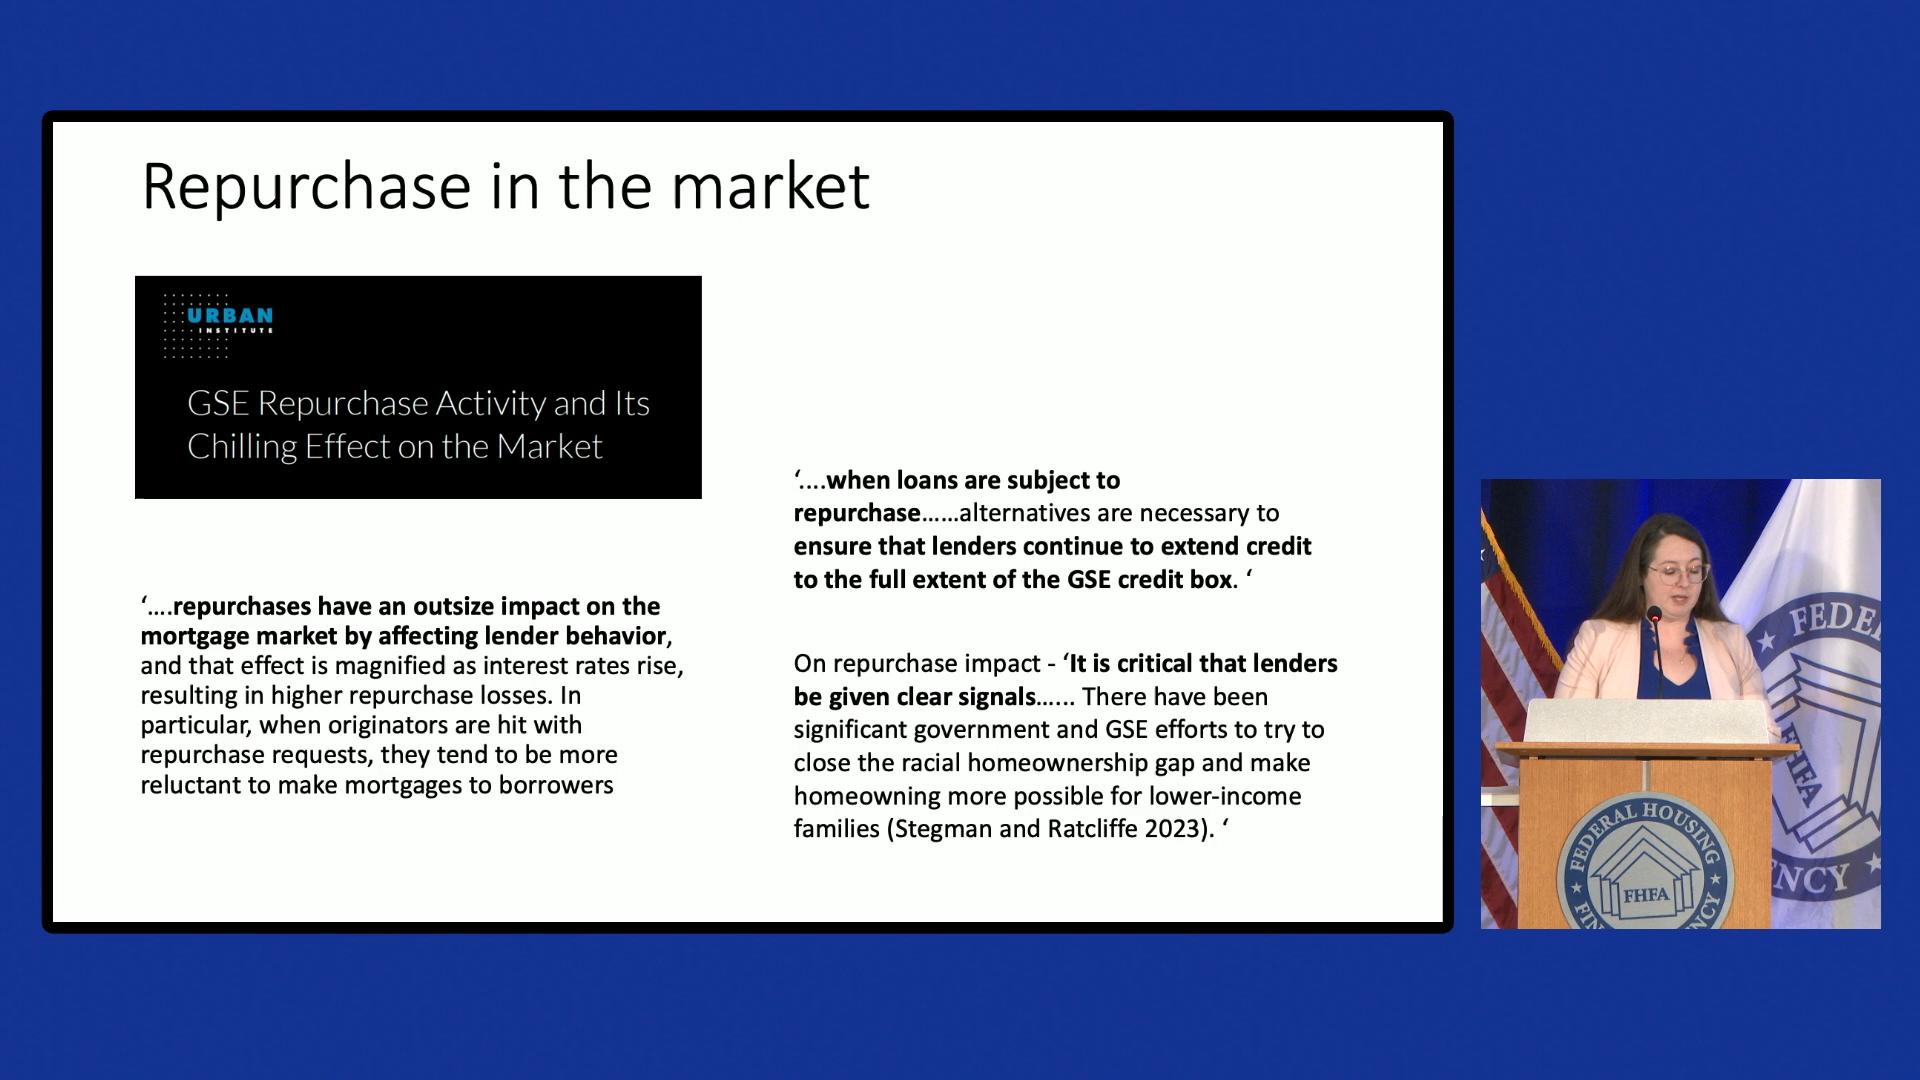 Repurchase in the market
URBAN
INSTITUTE
GSE Repurchase Activity and Its
Chilling Effect on the Market
‘....repurchases have an outsize impact on the
mortgage market by affecting lender behavior,
and that effect is magnified as interest rates rise,
resulting in higher repurchase losses. In
particular, when originators are hit with
repurchase requests, they tend to be more
reluctant to make mortgages to borrowers
‘....when loans are subject to
repurchase……alternatives are necessary to
ensure that lenders continue to extend credit
to the full extent of the GSE credit box. ‘
On repurchase impact - ‘It is critical that lenders
be given clear signals…... There have been
significant government and GSE efforts to try to
close the racial homeownership gap and make
homeowning more possible for lower-income
families (Stegman and Ratcliffe 2023). ‘
FEDERAL HOUSING
FHFA
FHFA